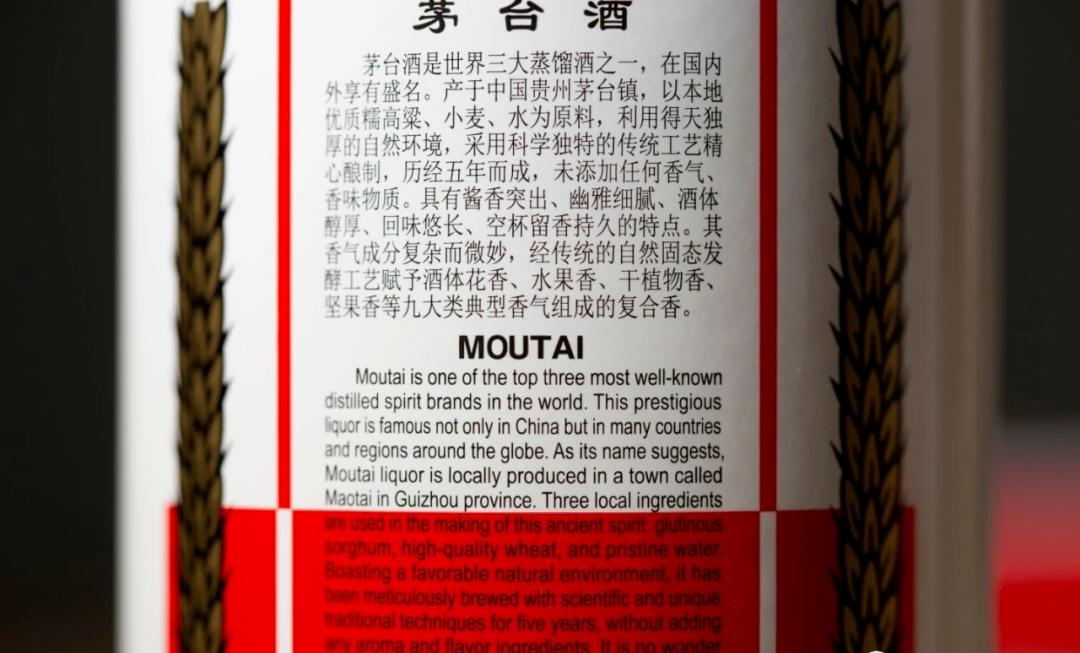 茅台酒
茅台酒是世界三大蒸馏酒之一，在国内
外享有盛名。产于中国贵州茅台镇，以本地
优质糯高粱、小麦、水为原料，利用得天独
厚的自然环境，采用科学独特的传统工艺精
心酿制，历经五年而成，未添加任何香气、
香味物质。具有酱香突出、幽雅细腻、酒体
醇厚、回味悠长、空杯留香持久的特点。其
香气成分复杂而微妙，经传统的自然固态发
酵工艺赋予酒体花香、水果香、干植物香、
坚果香等九大类典型香气组成的复合香。
MOUTAI
Moutai is one of the top three most well-known
distilled spirit brands in the world. This prestigious
liquor is famous not only in China but in many countries
and regions around the globe. As its name suggests,
Moutai liquor is locally produced in a town called
Maotai in Guizhou province. Three local ingredients
are used in the making of this ancient spirit: glutinous
sorghum, high-quality wheat, and pristine water.
Boasting a favorable natural environment, it has
been meticulously brewed with scientific and unique
traditional techniques for five years, without adding
any aroma and flavor ingredients. It is no wonder